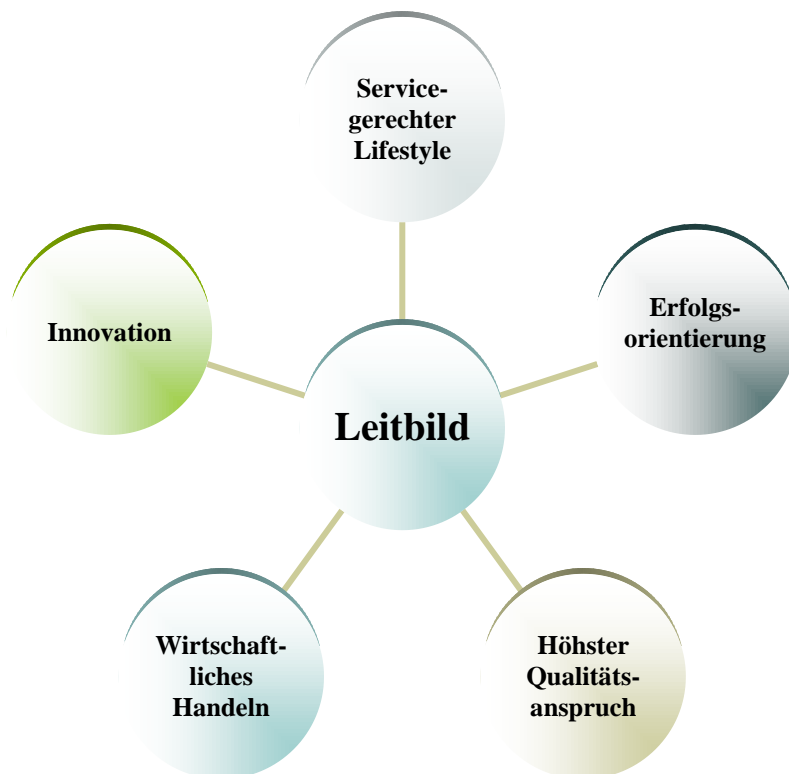 Service-
gerechter
Lifestyle
Innovation
Erfolgs-
orientierung
Leitbild
Wirtschaft-
liches
Handeln
Höhster
Qualitäts-
anspruch